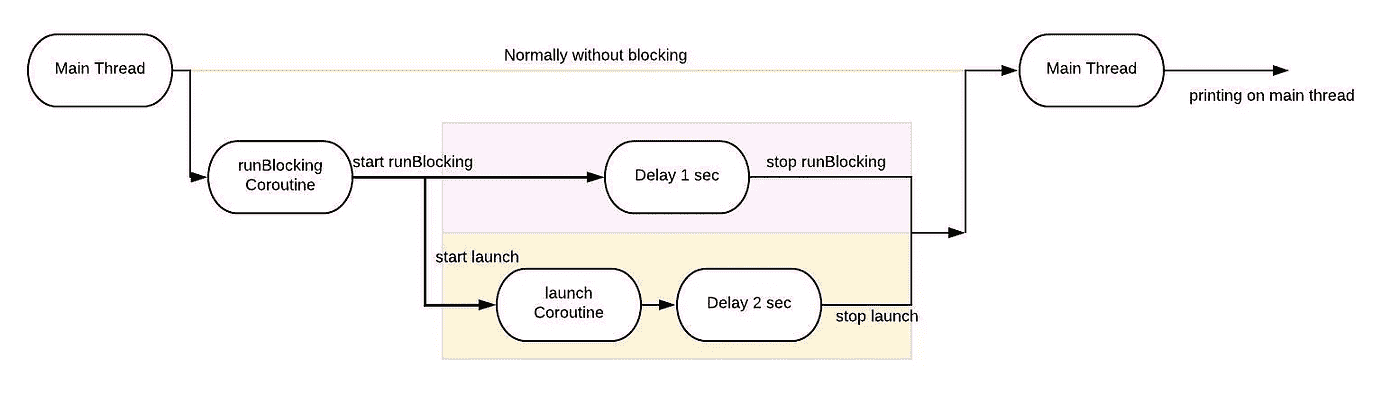 Normally without blocking
Main Thread
Main Thread
printing on main thread
runBlocking
Coroutine
start runBlocking
Delay 1 sec
stop runBlocking
start launch
launch
Coroutine
Delay 2 sec
stop launch